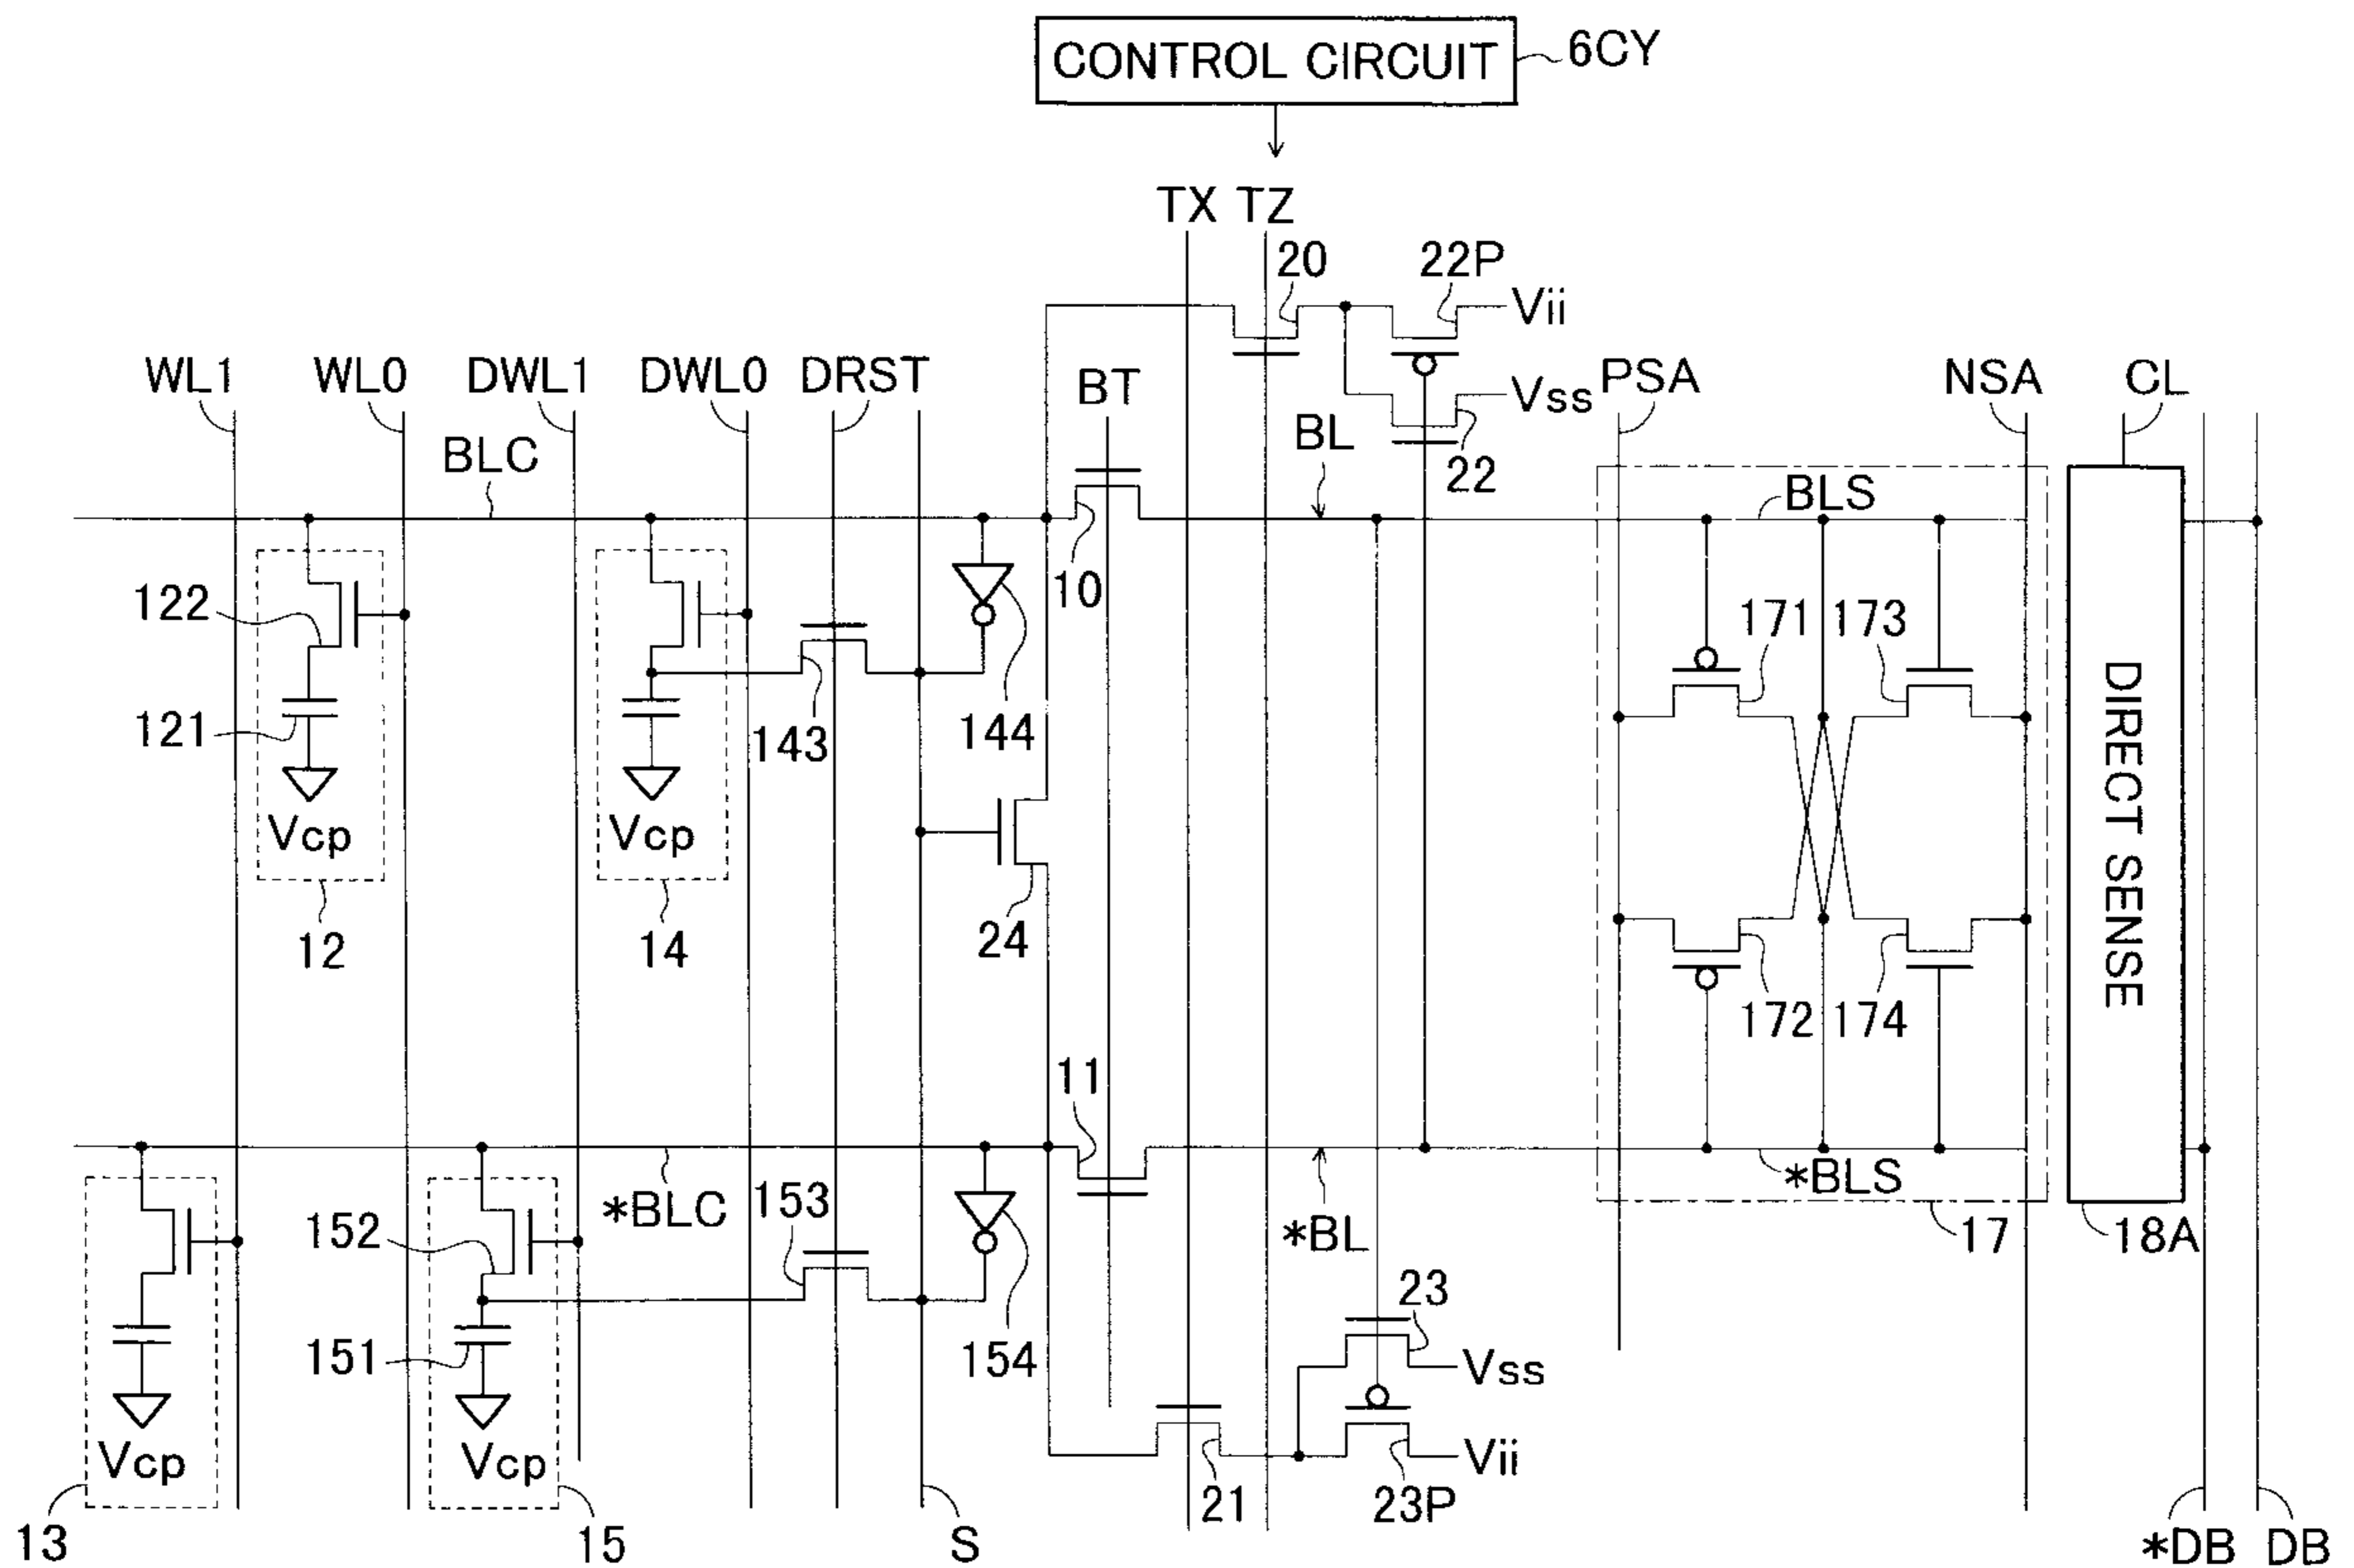 CONTROL CIRCUIT
6CY
TX TZ
20
22P
Vii
WL1
WL0
DWL1
DWL0
DRST
BT
Vss
PSA
NSA
CL
BLC
BL
22
BLS
122
10
171
173
121
143
144
DIRECT SENSE
Vcp
Vcp
12
14
24
172
174
11
*BLC
153
*BLS
152
*BL
17
18A
23
151
154
Vss
Vcp
Vcp
Vii
13
15
S
21
23P
*DB
DB